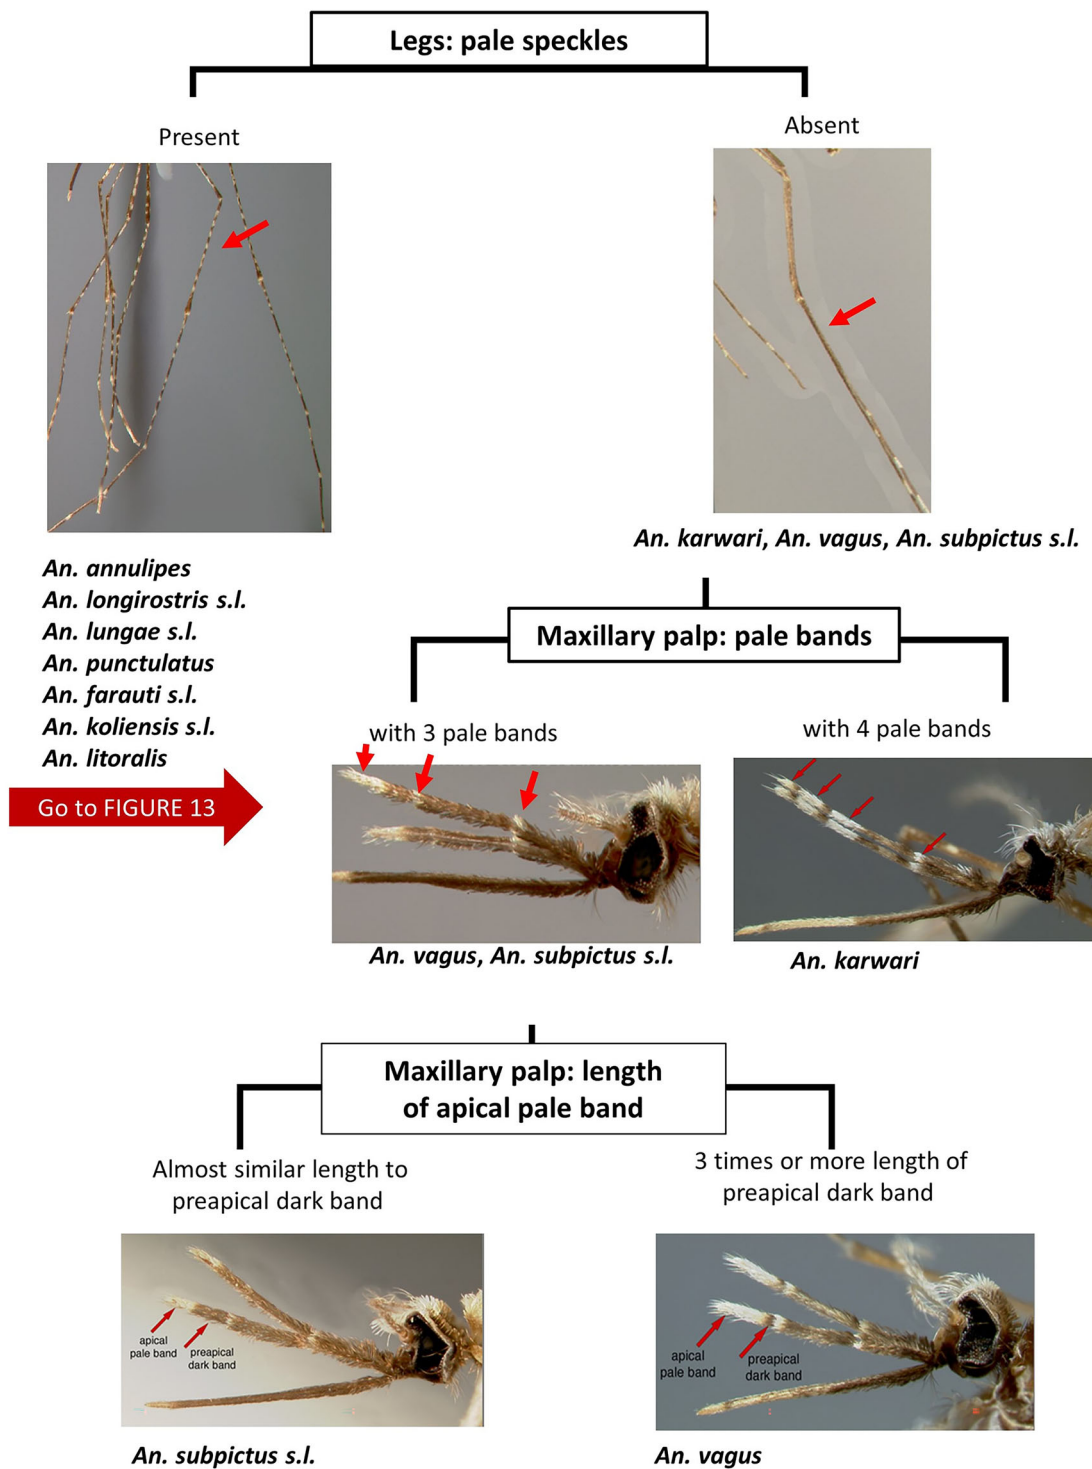 Legs: pale speckles
Present
Absent
An. karwari, An. vagus, An. subpictus s.l.
An. annulipes
An. longirostris s.l.
An. lungae s.l.
An. punctulatus
An. farauti s.l.
An. koliensis s.l.
An. litoralis
Go to FIGURE 13
Maxillary palp: pale bands
with 3 pale bands
with 4 pale bands
An. vagus, An. subpictus s.l.
An. karwari
Maxillary palp: length
of apical pale band
Almost similar length to
preapical dark band
3 times or more length of
preapical dark band
apical
pale band
preapical
dark band
apical
pale band
preapical
dark band
An. subpictus s.l.
An. vagus